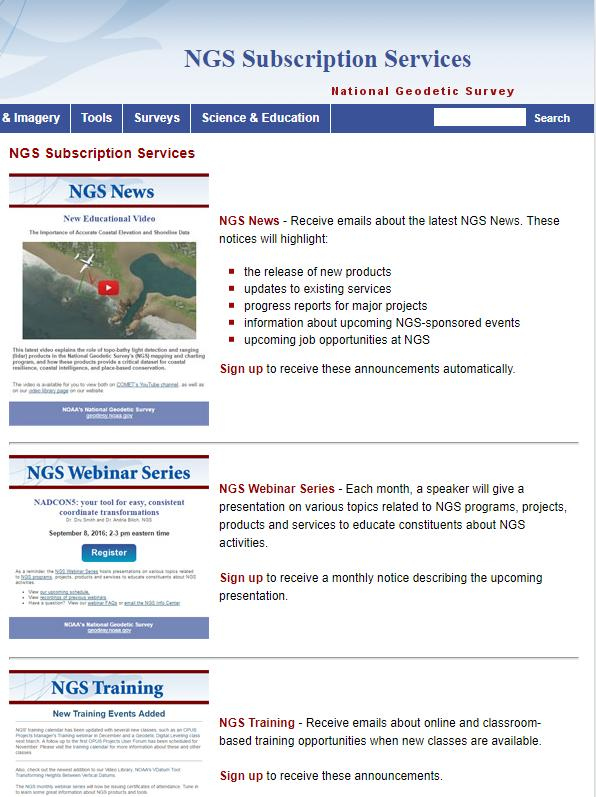 NGS Subscription Services
National Geodetic Survey
& Imagery
Tools
Surveys
Science & Education
Search
NGS Subscription Services
NGS News
New Educational Video
The Importance of Accurate Coastal Elevation and Shoreline Data
This latest video explains the role of topo-bathy light detection and ranging
(lidar) products in the National Geodetic Survey's (NGS) mapping and charting
program, and how these products provide a critical dataset for coastal
resilience, coastal intelligence, and place-based conservation.
The video is available for you to view both on COMET's YouTube channel, as well as
on our video library page on our website.
NOAA's National Geodetic Survey
geodesy.noaa.gov
NGS News - Receive emails about the latest NGS News. These
notices will highlight:
the release of new products
updates to existing services
progress reports for major projects
information about upcoming NGS-sponsored events
upcoming job opportunities at NGS
Sign up to receive these announcements automatically.
NGS Webinar Series
NADCON5: your tool for easy, consistent
coordinate transformations
Dr. Dru Smith and Dr. Andria Bilich, NGS
September 8, 2016; 2-3 pm eastern time
Register
As a reminder, the NGS Webinar Series hosts presentations on various topics related
to NGS programs, projects, products and services to educate constituents about NGS
activities.
View our upcoming schedule.
View recordings of previous webinars.
Have a question? View our webinar FAQs or email the NGS Info Center
NOAA's National Geodetic Survey
geodesy.noaa.gov
NGS Webinar Series - Each month, a speaker will give a
presentation on various topics related to NGS programs, projects,
products and services to educate constituents about NGS
activities.
Sign up to receive a monthly notice describing the upcoming
presentation.
NGS Training
New Training Events Added
NGS' training calendar has been updated with several new classes, such as an OPUS
Projects Manager's Training webinar in December and a Geodetic Digital Leveling class
next March. A follow up to the first OPUS Projects User Forum has been scheduled for
November. Please visit the training calendar for more information about these and other
classes.
Also, check out the newest addition to our Video Library, NOAA's VDatum Tool:
Transforming Heights Between Vertical Datums.
The NGS monthly webinar series will now be issuing certificates of attendance. Tune in
to learn some great information about NGS products and tools.
NGS Training - Receive emails about online and classroom-
based training opportunities when new classes are available.
Sign up to receive these announcements.